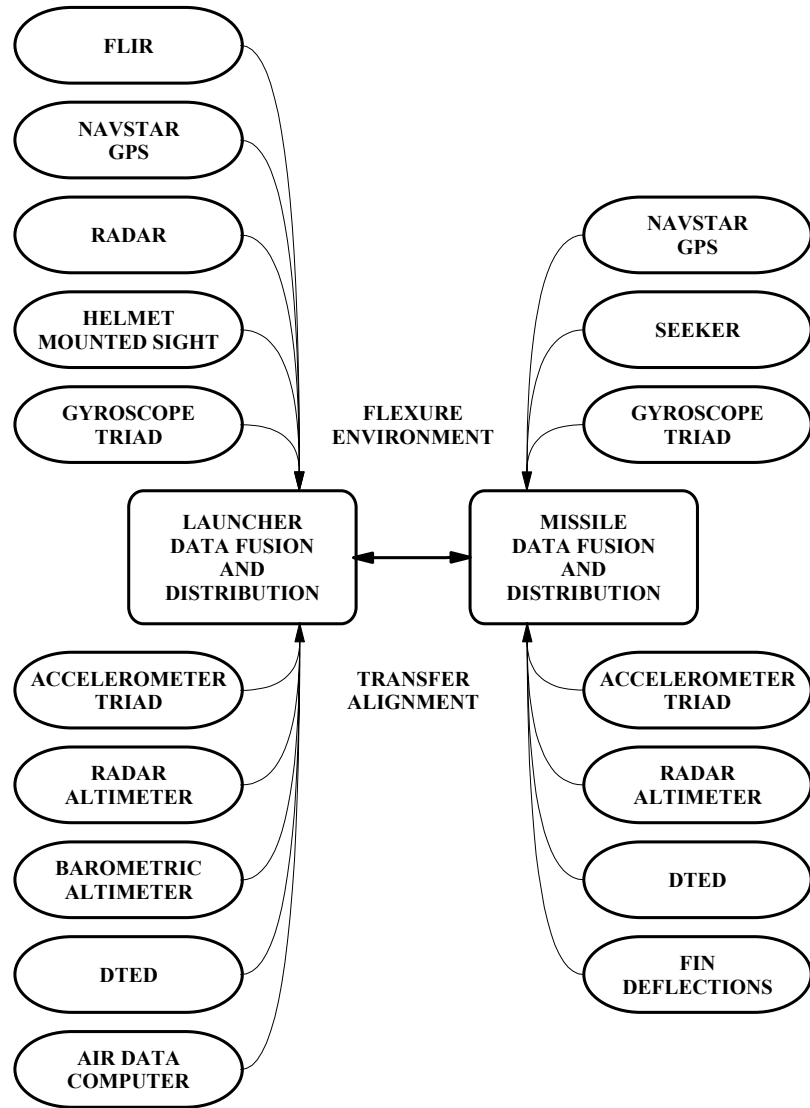 FLIR
NAVSTAR
GPS
RADAR
HELMET
MOUNTED SIGHT
GYROSCOPE
TRIAD
FLEXURE
ENVIRONMENT
NAVSTAR
GPS
SEEKER
GYROSCOPE
TRIAD
LAUNCHER
DATA FUSION
AND
DISTRIBUTION
MISSILE
DATA FUSION
AND
DISTRIBUTION
TRANSFER
ALIGNMENT
ACCELEROMETER
TRIAD
RADAR
ALTIMETER
BAROMETRIC
ALTIMETER
DTED
AIR DATA
COMPUTER
ACCELEROMETER
TRIAD
RADAR
ALTIMETER
DTED
FIN
DEFLECTIONS